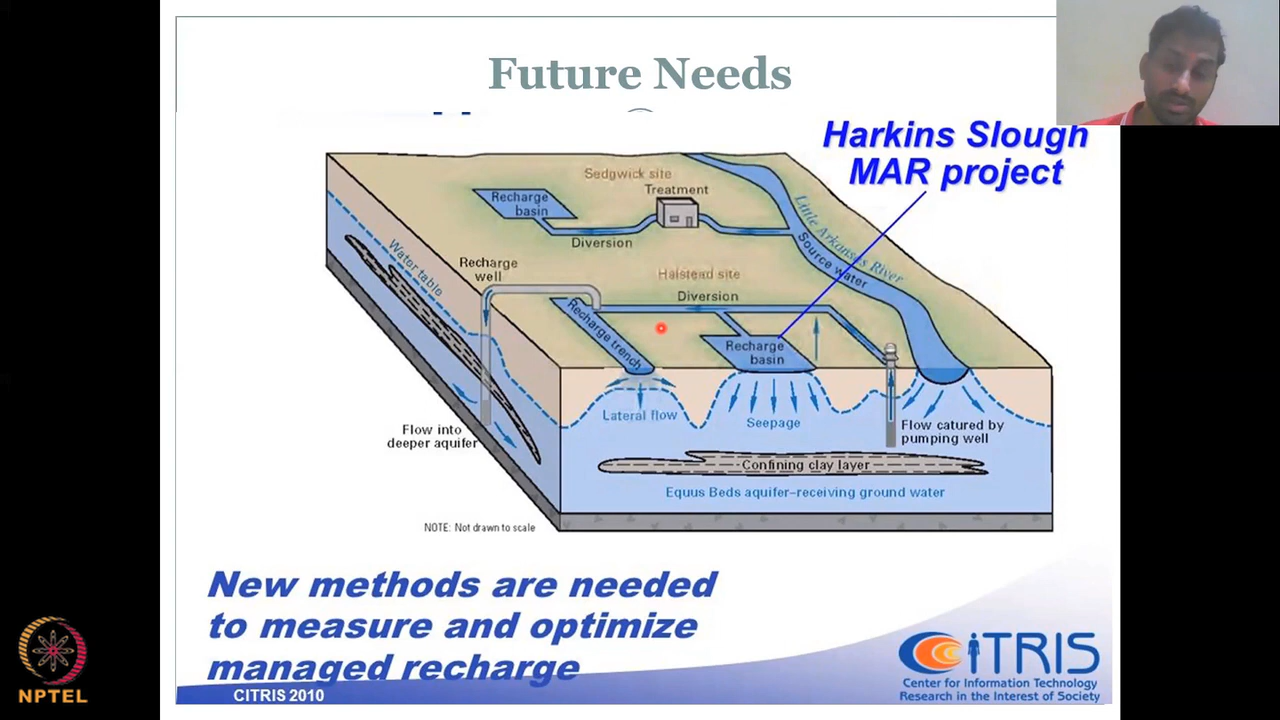 Future Needs
Harkins Slough
MAR project
Sedgwick site
Treatment
Recharge
basin
Diversion
Little Arkansas River
Source water
Water table
Recharge
well
Halstead site
Diversion
Recharge trench
Recharge
basin
Lateral flow
Seepage
Flow catured by
pumping well
Flow into
deeper aquifer
Confining clay layer
Equus Beds aquifer–receiving ground water
NOTE: Not drawn to scale
New methods are needed
to measure and optimize
managed recharge
CITRIS 2010
CiTRIS
Center for Information Technology
Research in the Interest of Society
NPTEL